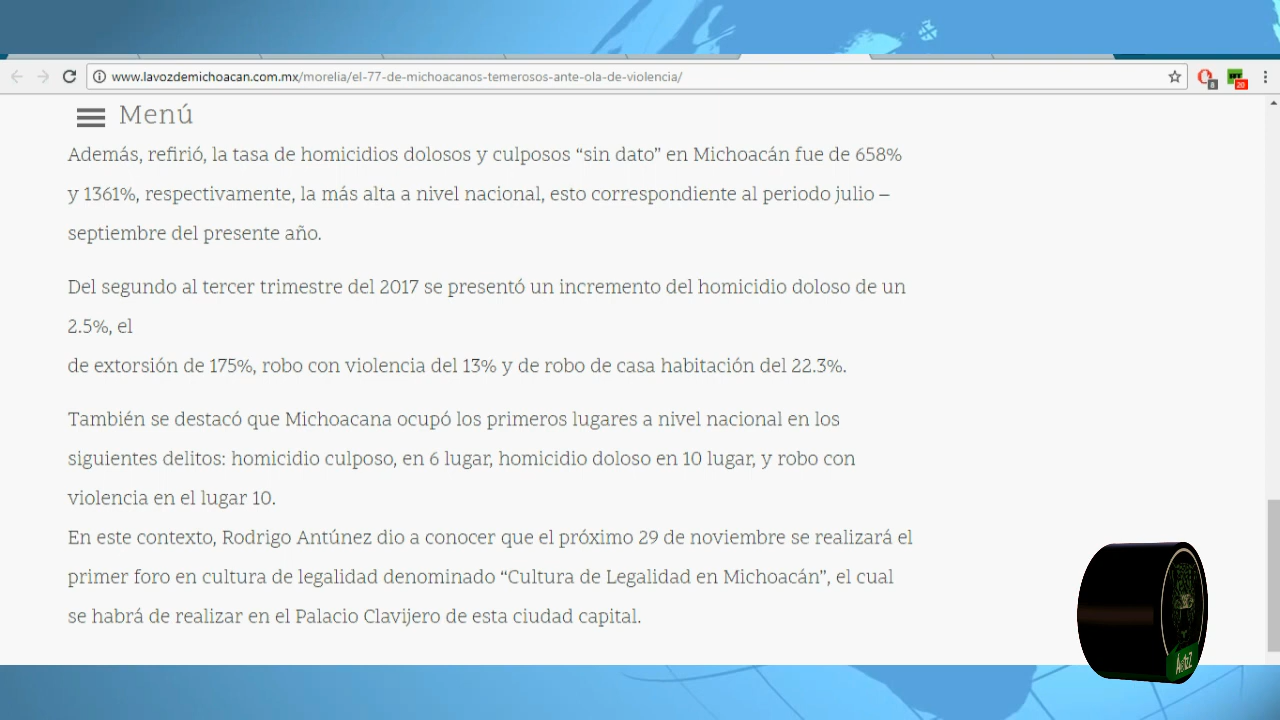 www.lavozdemichoacan.com.mx/morelia/el-77-de-michoacanos-temerosos-ante-ola-de-violencia/
8
20
Menú
Además, refirió, la tasa de homicidios dolosos y culposos “sin dato” en Michoacán fue de 658%
y 1361%, respectivamente, la más alta a nivel nacional, esto correspondiente al periodo julio –
septiembre del presente año.
Del segundo al tercer trimestre del 2017 se presentó un incremento del homicidio doloso de un
2.5%, el
de extorsión de 175%, robo con violencia del 13% y de robo de casa habitación del 22.3%.
También se destacó que Michoacana ocupó los primeros lugares a nivel nacional en los
siguientes delitos: homicidio culposo, en 6 lugar, homicidio doloso en 10 lugar, y robo con
violencia en el lugar 10.
En este contexto, Rodrigo Antúnez dio a conocer que el próximo 29 de noviembre se realizará el
primer foro en cultura de legalidad denominado “Cultura de Legalidad en Michoacán”, el cual
se habrá de realizar en el Palacio Clavijero de esta ciudad capital.